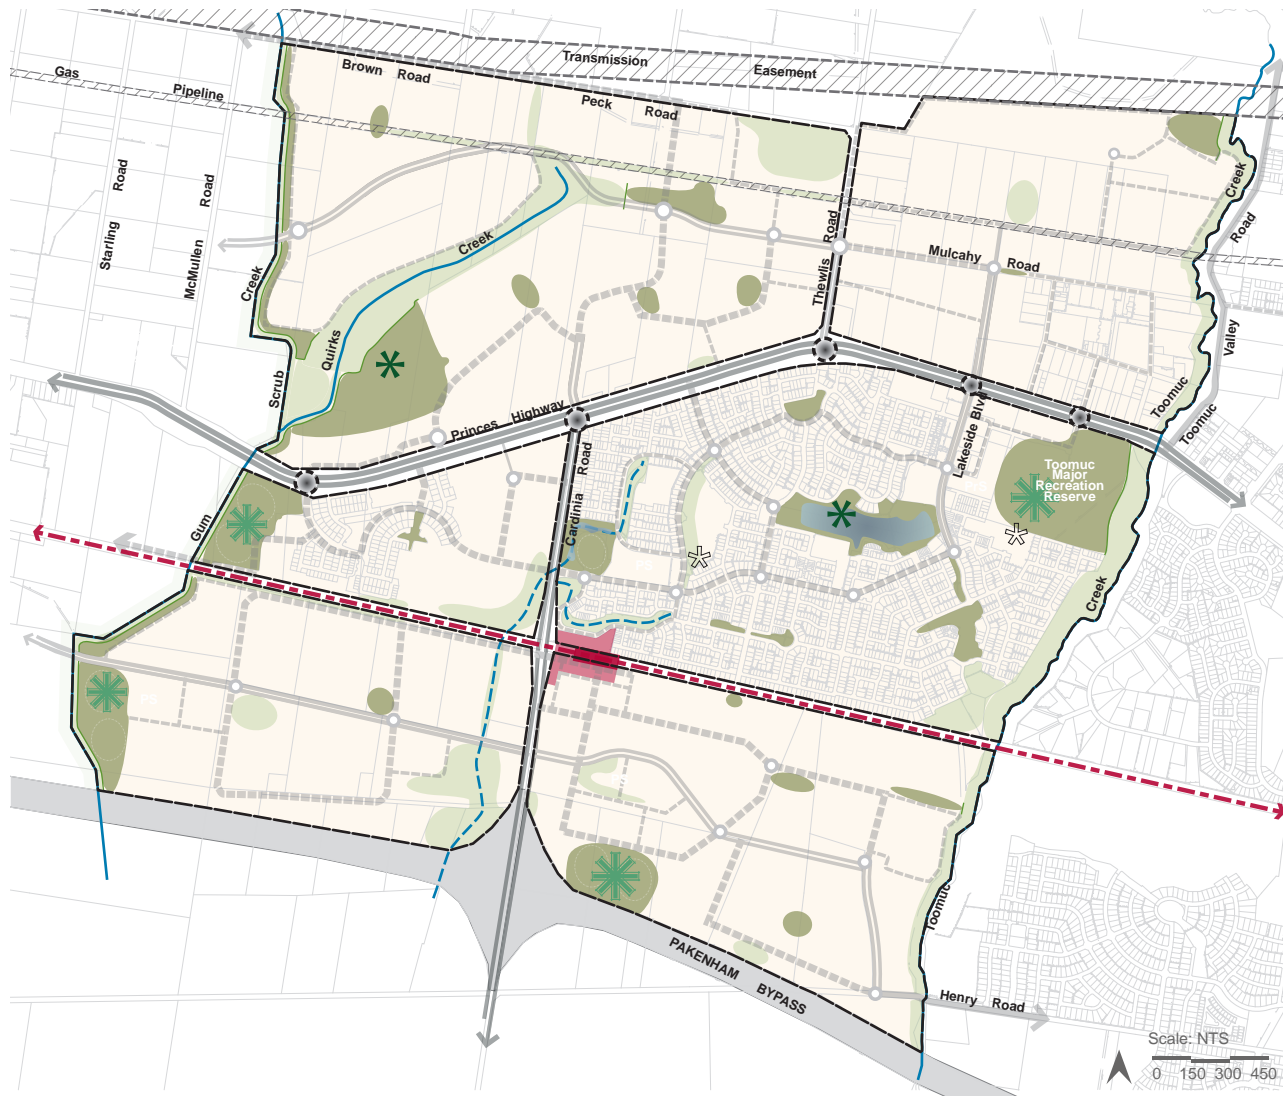 Transmission
Easement
Gas
Pipeline
Brown Road
Peck
Road
Starling
Road
McMullen
Road
Creek
Scrub
Quirks
Creek
Thewlis
Road
Mulcahy
Road
Creek
Road
Valley
Toomuc
Toomuc
Princes Highway
Lakeside Blvd
Toomuc
Major
Recreation
Reserve
Cardinia
Road
Gum
Creek
Toomuc
PAKENHAM
BYPASS
Henry Road
Scale: NTS
0 150 300 450